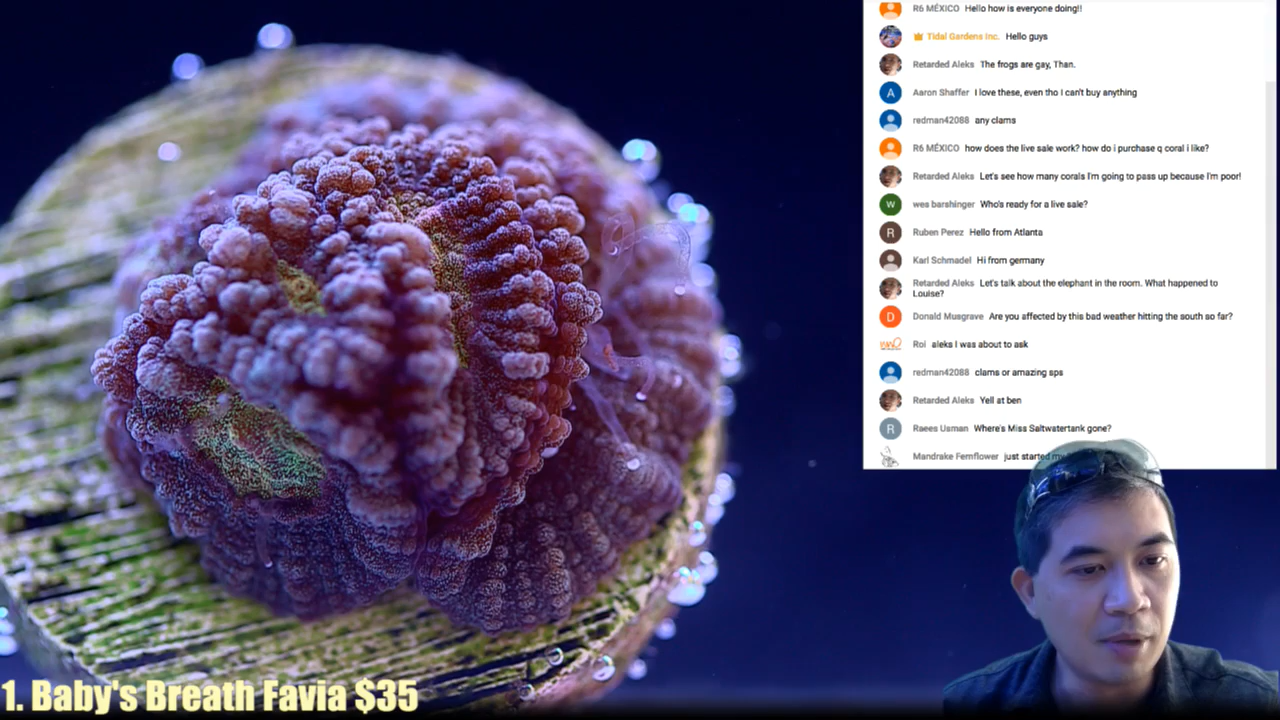 R6 MÉXICO Hello how is everyone doing!!
Tidal Gardens Inc. Hello guys
Retarded Aleks The frogs are gay, Than.
A Aaron Shaffer I love these, even tho I can't buy anything
redman42088 any clams
R6 MÉXICO how does the live sale work? how do i purchase q coral i like?
Retarded Aleks Let's see how many corals I'm going to pass up because I'm poor!
W wes barshinger Who's ready for a live sale?
R Ruben Perez Hello from Atlanta
Karl Schmadel Hi from germany
Retarded Aleks Let's talk about the elephant in the room. What happened to
Louise?
D Donald Musgrave Are you affected by this bad weather hitting the south so far?
Roi aleks I was about to ask
redman42088 clams or amazing sps
Retarded Aleks Yell at ben
R Raees Usman Where's Miss Saltwatertank gone?
Mandrake Fernflower just started
1. Baby's Breath Favia $35